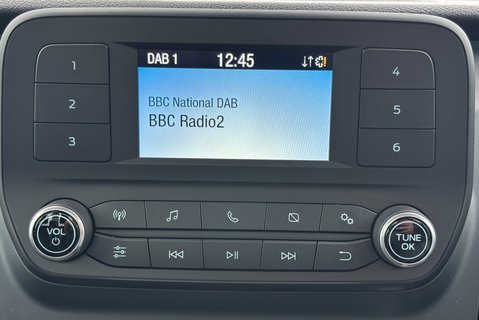 DAB 1 12:45
BBC National DAB
BBC Radio2
1 4
2 5
3 6
VOL
TUNE
OK